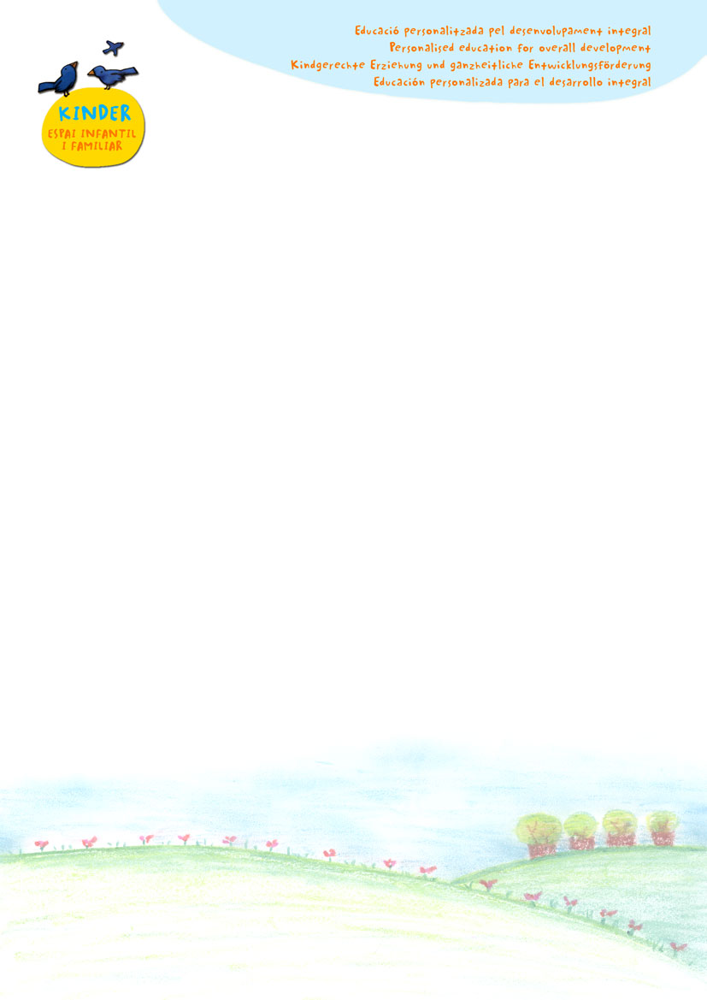 Educació personalitzada pel desenvolupament integral
Personalised education for overall development
Kindgerechte Erziehung und ganzheitliche Entwicklungsförderung
Educación personalizada para el desarrollo integral
KINDER
ESPAI INFANTIL
I FAMILIAR